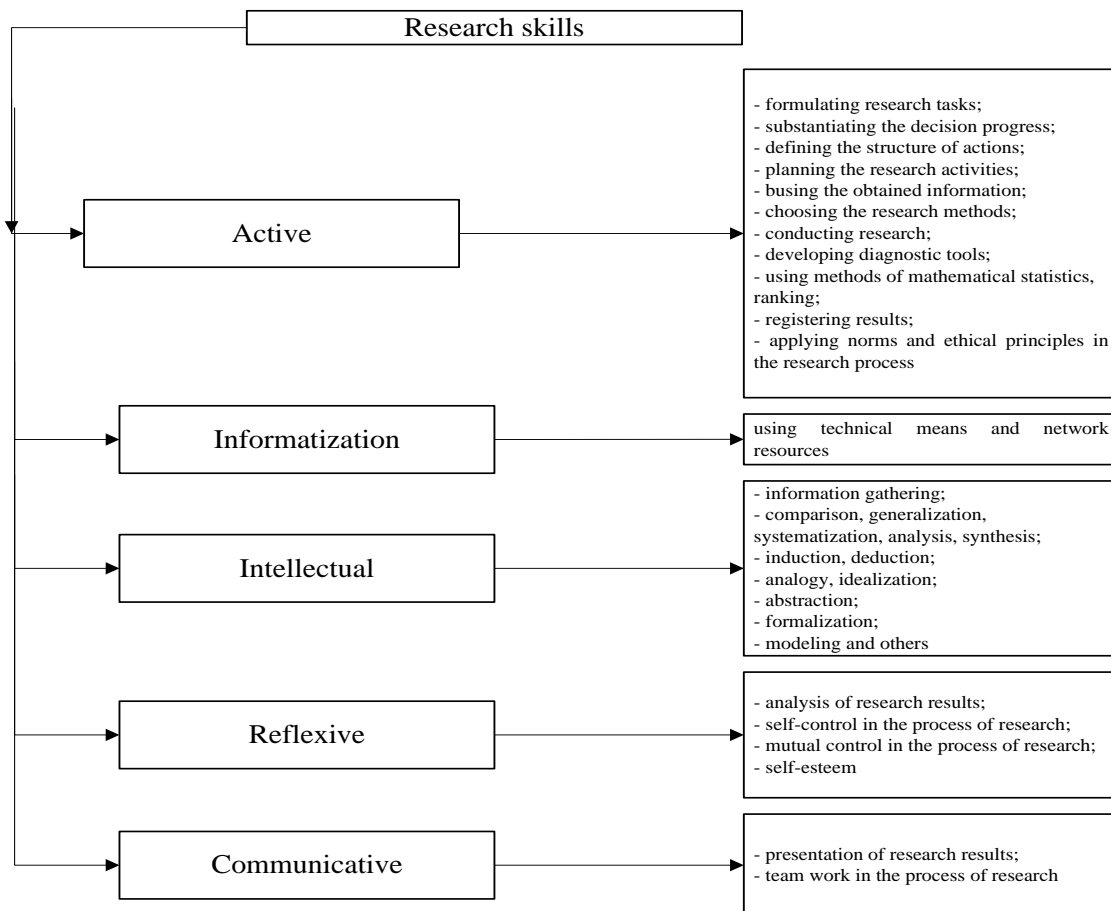 Research skills
Active
- formulating research tasks;
- substantiating the decision progress;
- defining the structure of actions;
- planning the research activities;
- busing the obtained information;
- choosing the research methods;
- conducting research;
- developing diagnostic tools;
- using methods of mathematical statistics,
ranking;
- registering results;
- applying norms and ethical principles in
the research process
Informatization
using technical means and network
resources
Intellectual
- information gathering;
- comparison, generalization,
systematization, analysis, synthesis;
- induction, deduction;
- analogy, idealization;
- abstraction;
- formalization;
- modeling and others
Reflexive
- analysis of research results;
- self-control in the process of research;
- mutual control in the process of research;
- self-esteem
Communicative
- presentation of research results;
- team work in the process of research